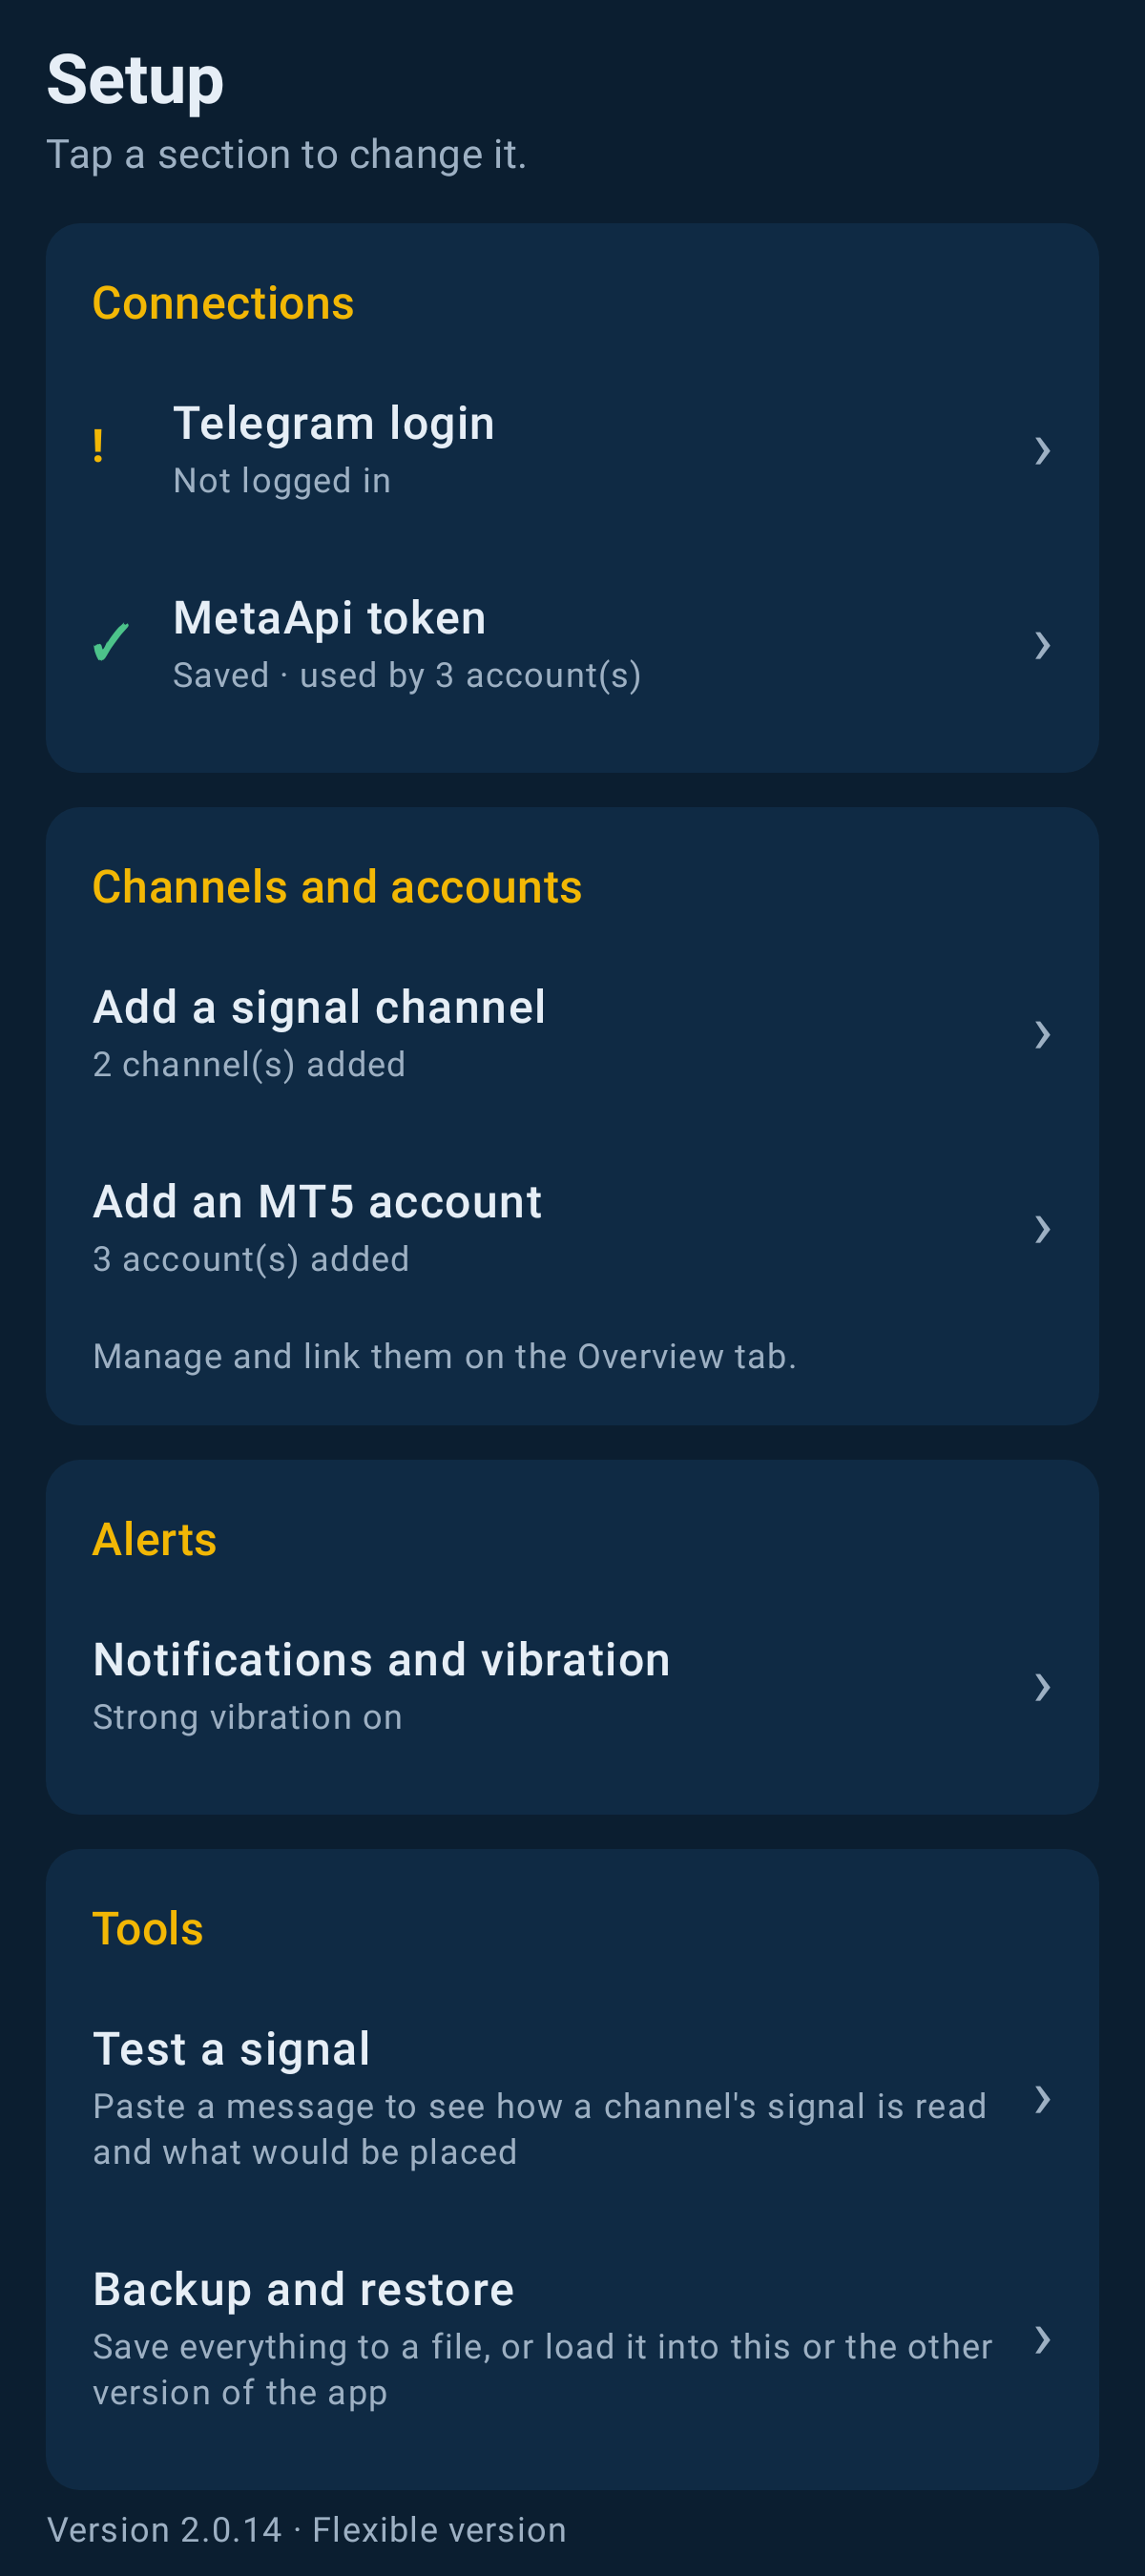 Setup
Tap a section to change it.
Connections
!
Telegram login
Not logged in
›
✓
MetaApi token
Saved · used by 3 account(s)
›
Channels and accounts
Add a signal channel
2 channel(s) added
›
Add an MT5 account
3 account(s) added
›
Manage and link them on the Overview tab.
Alerts
Notifications and vibration
Strong vibration on
›
Tools
Test a signal
Paste a message to see how a channel's signal is read
and what would be placed
›
Backup and restore
Save everything to a file, or load it into this or the other
version of the app
›
Version 2.0.14 · Flexible version